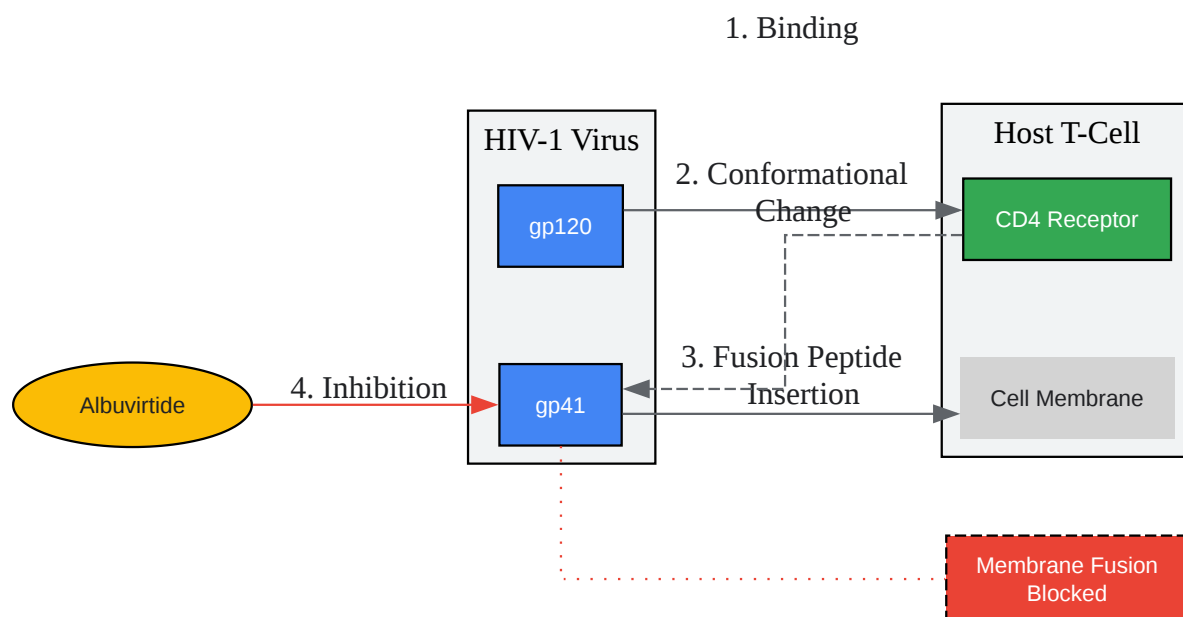 1. Binding
HIV-1 Virus
Host T-Cell
2. Conformational
Change
gp120
CD4 Receptor
3. Fusion Peptide
Insertion
4. Inhibition
Albuvirtide
gp41
Cell Membrane
Membrane Fusion
Blocked